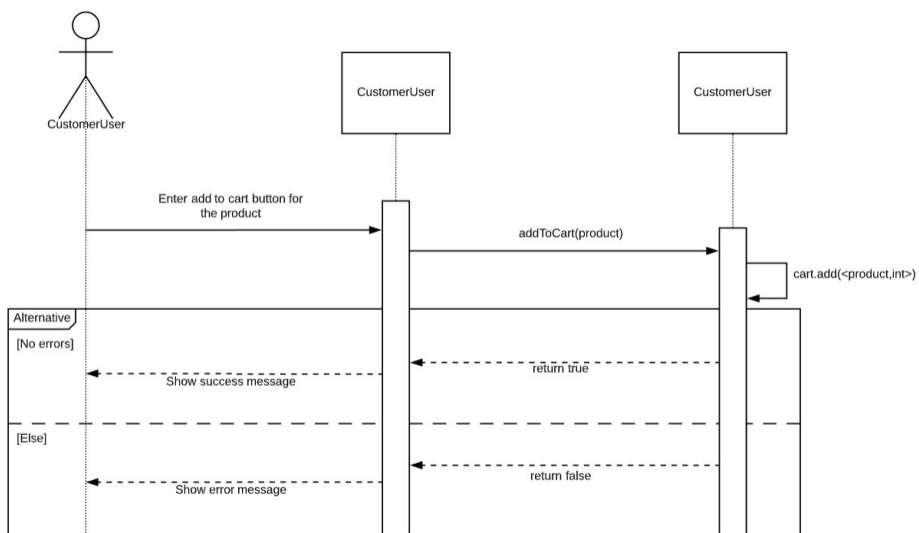 CustomerUser
CustomerUser
CustomerUser
Enter add to cart button for
the product
addToCart(product)
cart.add(<product,int>)
Alternative
[No errors]
return true
Show success message
[Else]
return false
Show error message